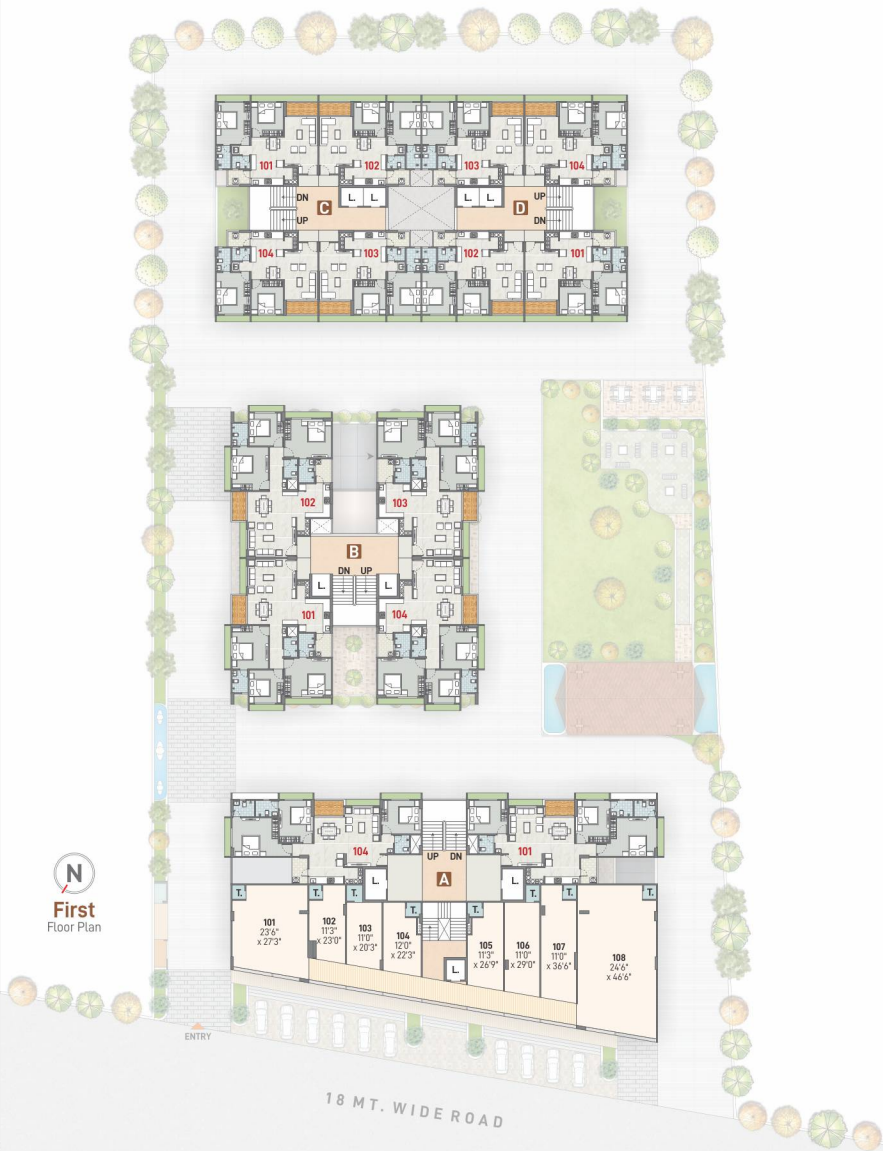 101
102
103
104
DN
L.
L.
L.
L.
UP
C
D
UP
DN
104
103
102
101
102
103
B
DN UP
L.
L.
101
104
104
101
UP DN
L.
A
L.
N
First
Floor Plan
T.
T.
T.
T.
T.
T.
T.
T.
101
23'6"
x 27'3"
102
11'3"
x 23'0"
103
11'0"
x 20'3"
104
12'0"
x 22'3"
105
11'3"
x 26'9"
106
11'0"
x 29'0"
107
11'0"
x 36'6"
108
24'6"
x 46'6"
L.
ENTRY
18 MT. WIDE ROAD